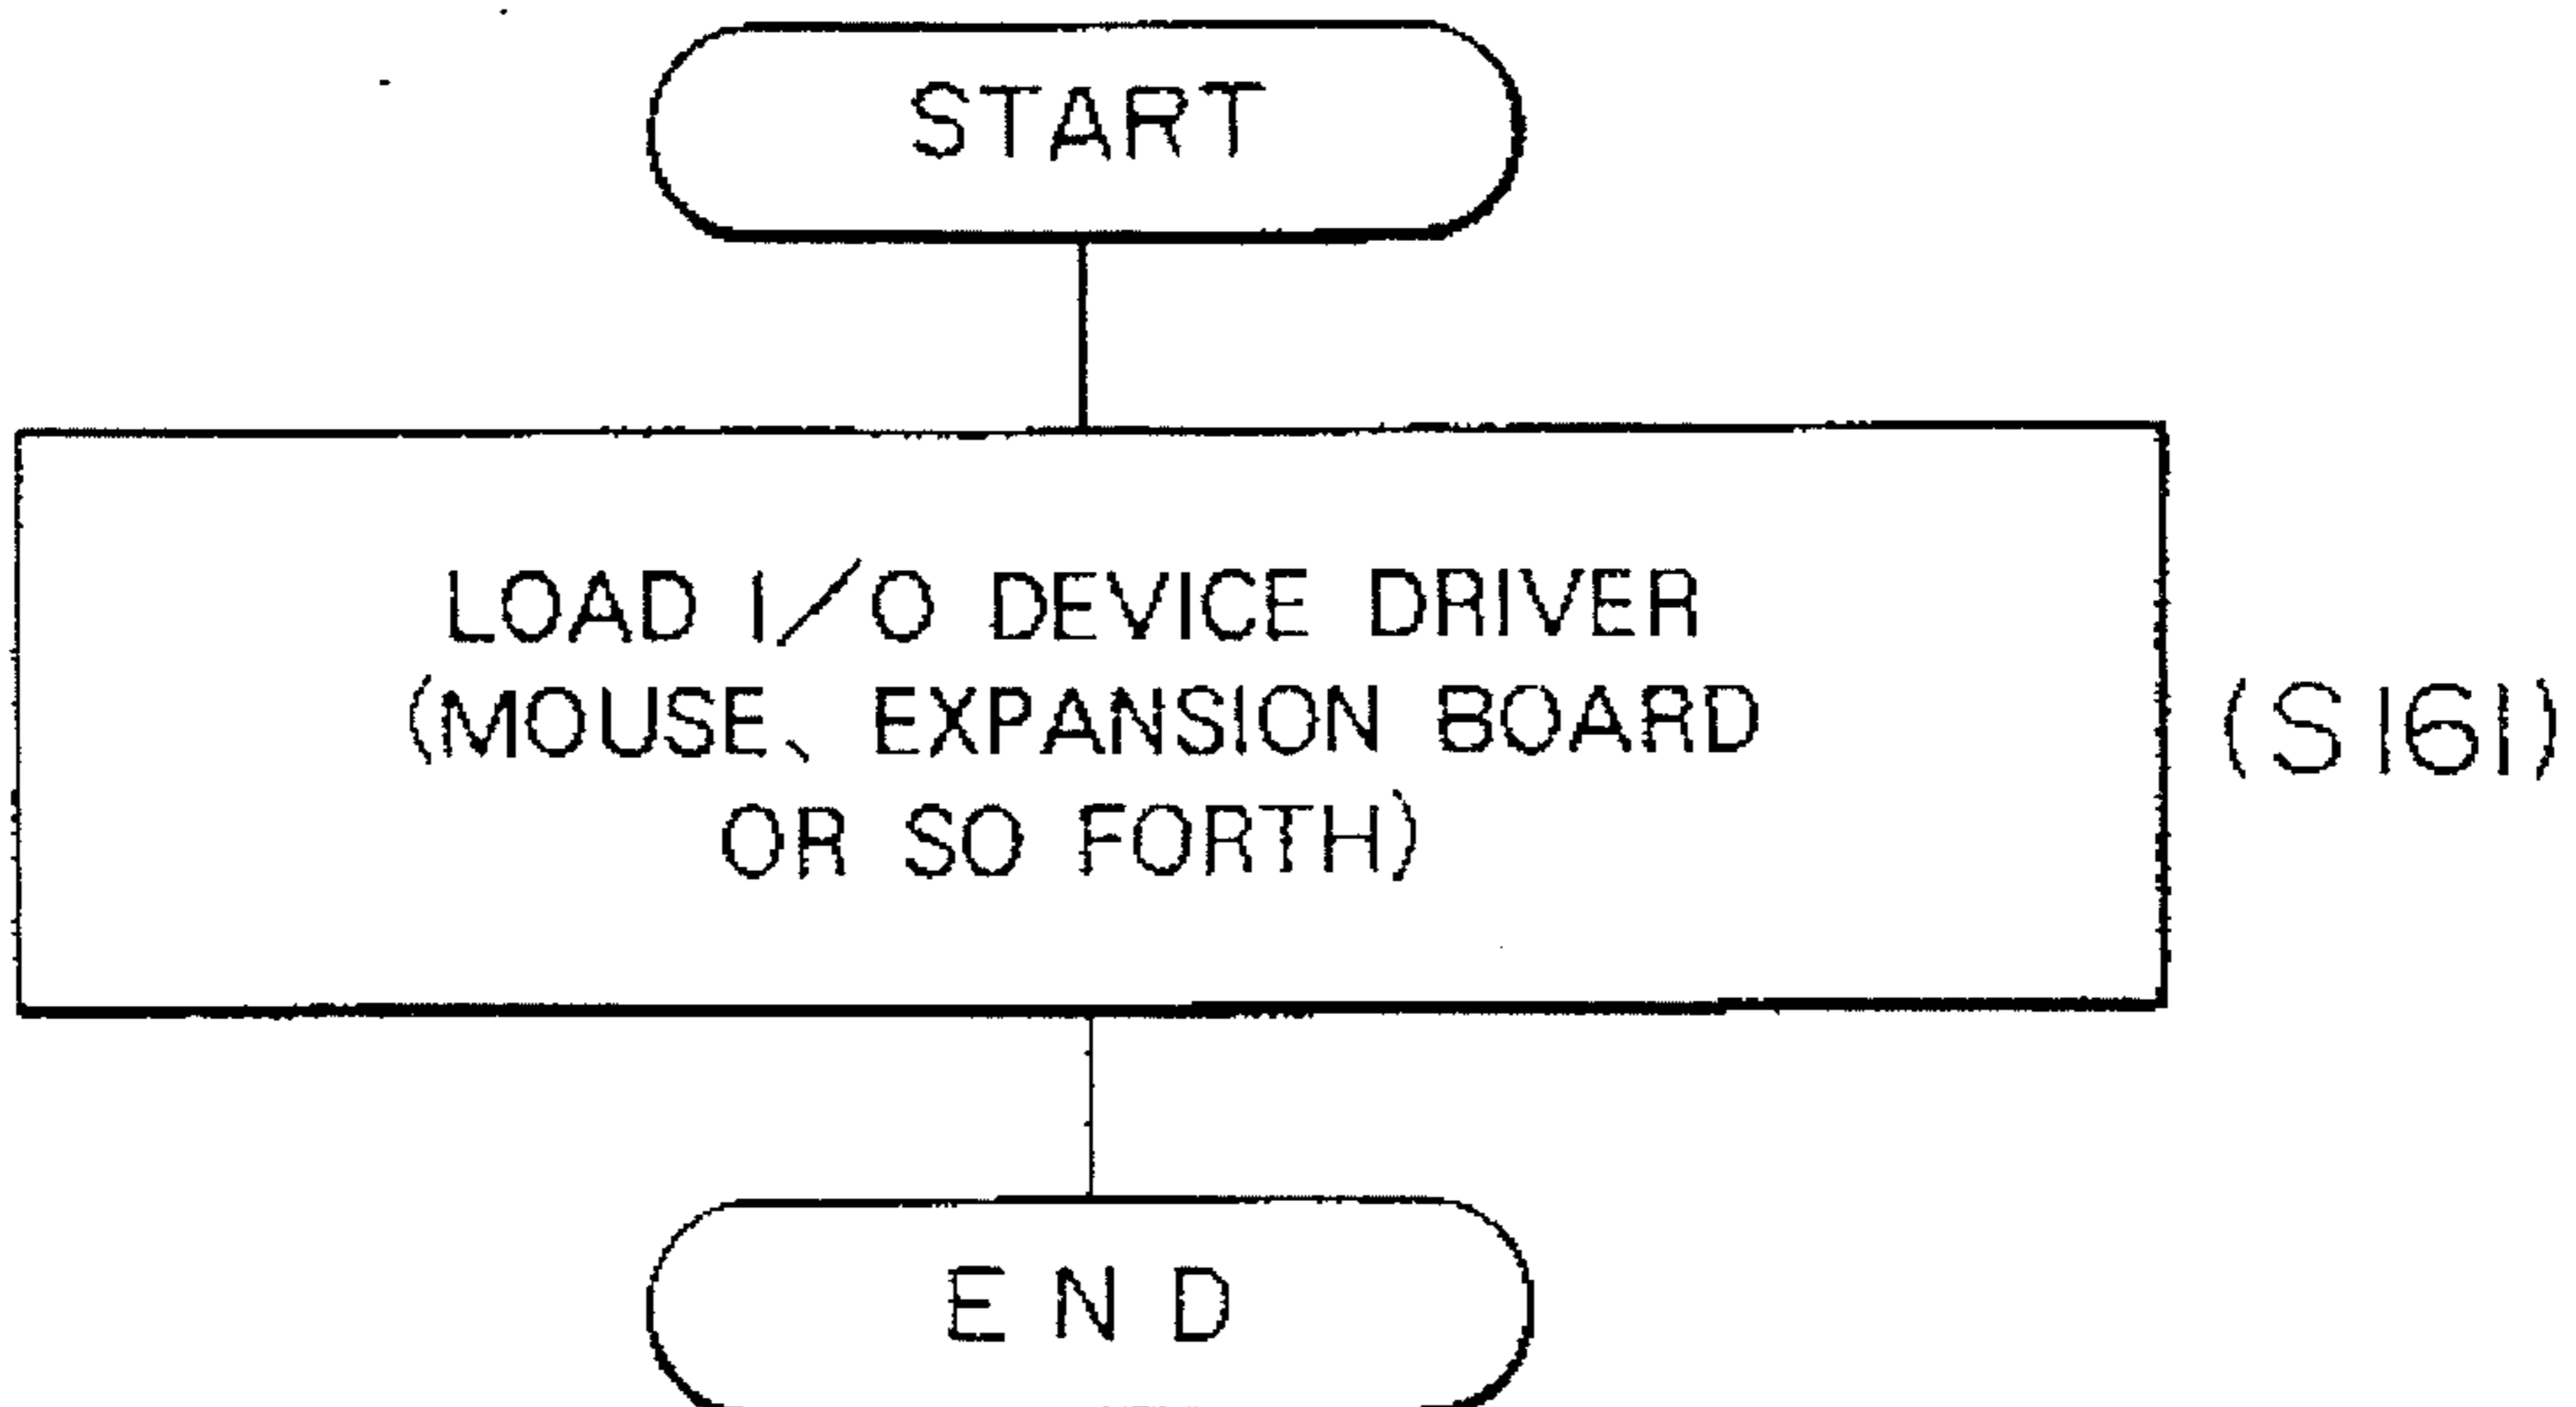 START
LOAD I/O DEVICE DRIVER
(MOUSE、EXPANSION BOARD
OR SO FORTH)
(S161)
END